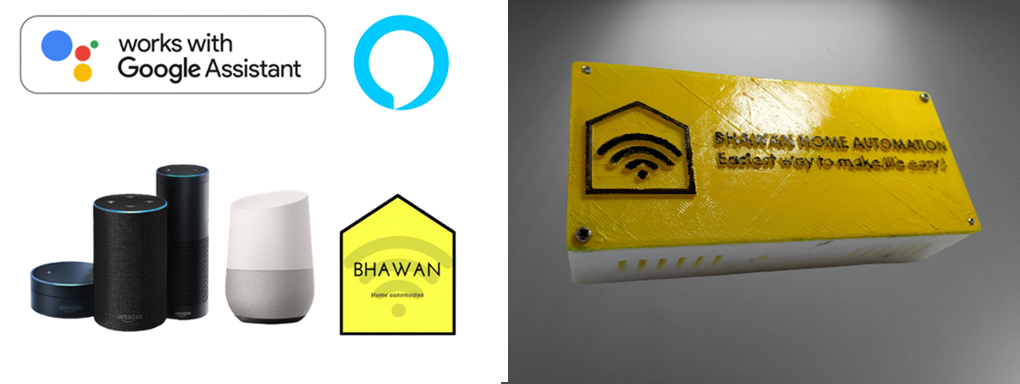 works with
Google Assistant
amazon
amazon
amazon
BHAWAN
Home automation
BHAWAN HOME AUTOMATION
Easiest way to make life easy!